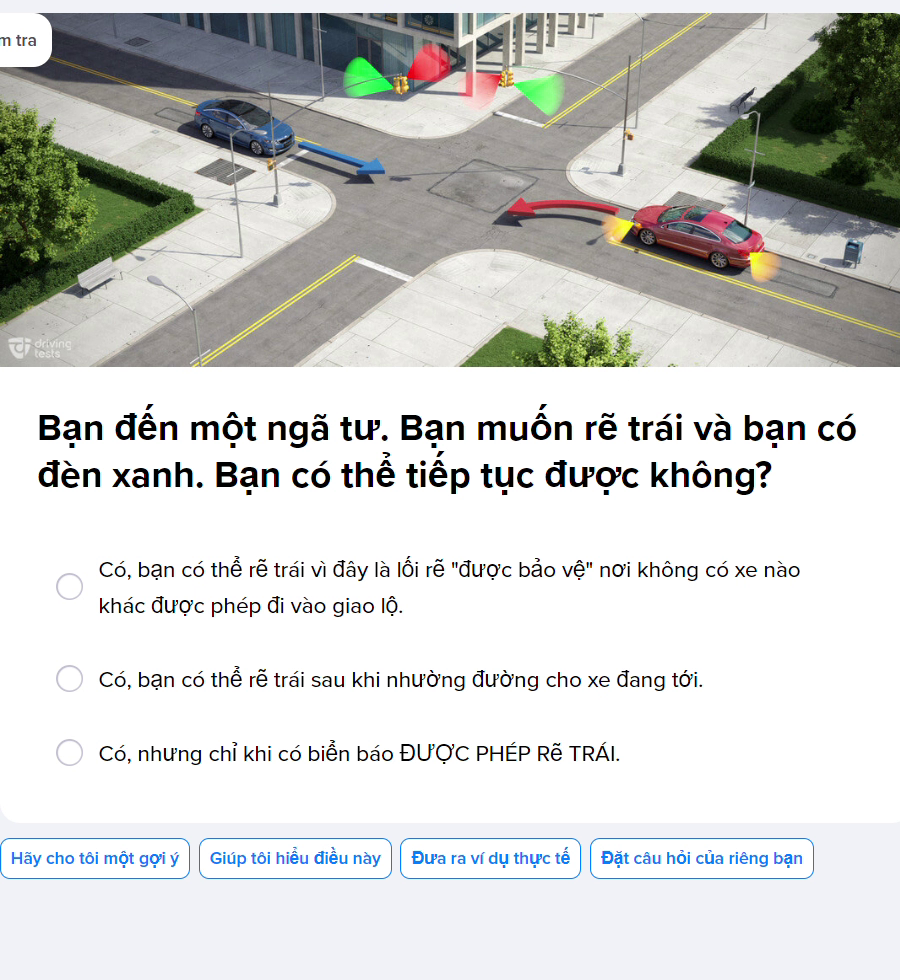 m tra
driving
tests
Bạn đến một ngã tư. Bạn muốn rẽ trái và bạn có
đèn xanh. Bạn có thể tiếp tục được không?
Có, bạn có thể rẽ trái vì đây là lối rẽ "được bảo vệ" nơi không có xe nào
khác được phép đi vào giao lộ.
Có, bạn có thể rẽ trái sau khi nhường đường cho xe đang tới.
Có, nhưng chỉ khi có biển báo ĐƯỢC PHÉP Rẽ TRÁI.
Hãy cho tôi một gợi ý
Giúp tôi hiểu điều này
Đưa ra ví dụ thực tế
Đặt câu hỏi của riêng bạn